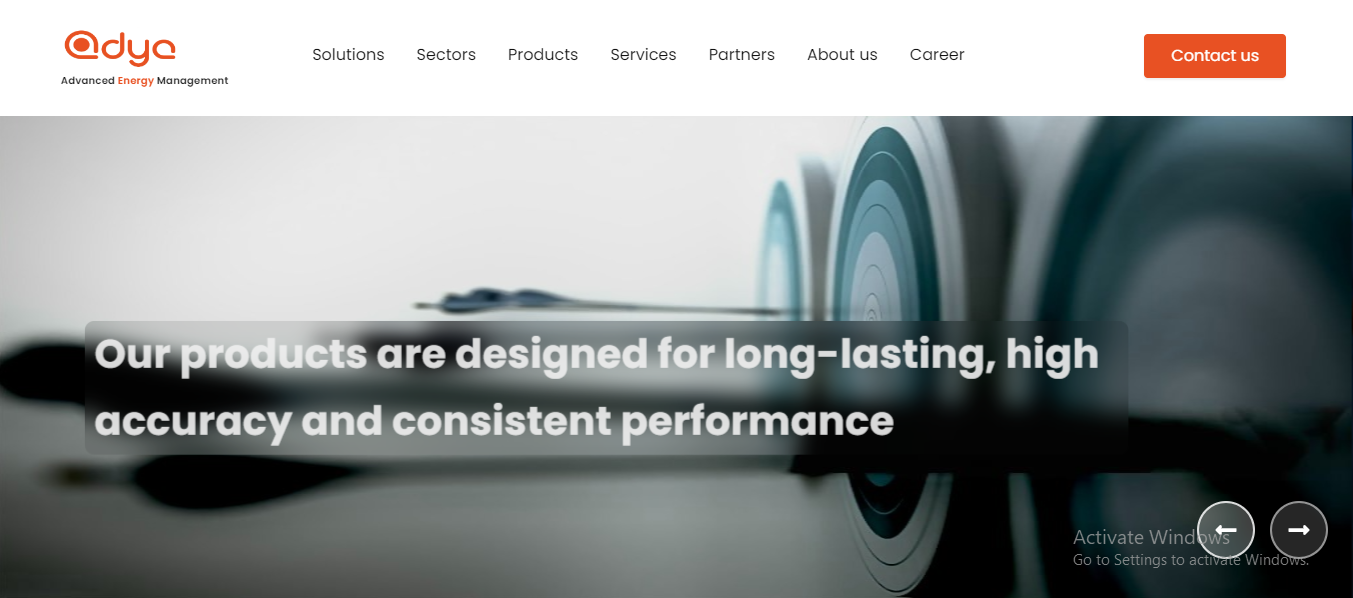 adya
Advanced Energy Management
Solutions Sectors Products Services Partners About us Career
Contact us
Our products are designed for long-lasting, high
accuracy and consistent performance
Activate Windows
Go to Settings to activate Windows.